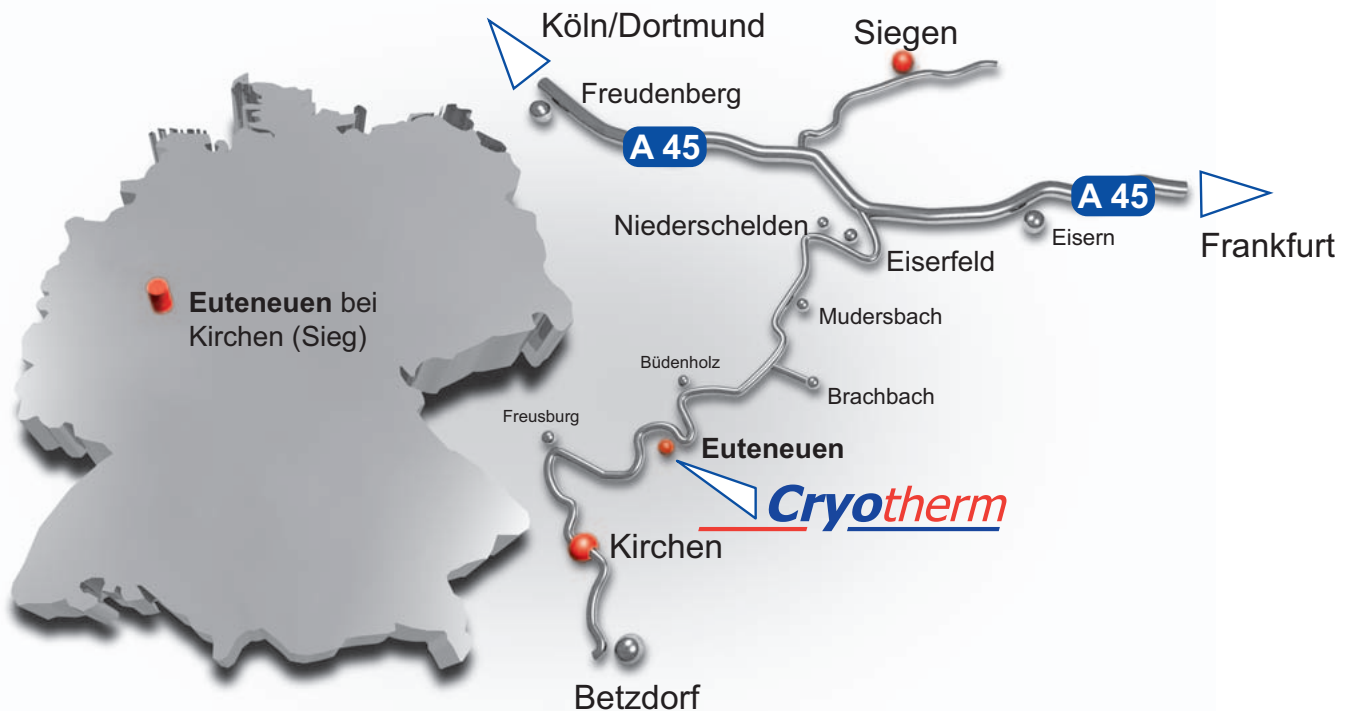 Köln/Dortmund
Siegen
Freudenberg
A 45
A 45
Niederschelden
Eisern
Frankfurt
Eiserfeld
Euteneuen bei
Kirchen (Sieg)
Mudersbach
Büdenholz
Brachbach
Freusburg
Euteneuen
Cryotherm
Kirchen
Betzdorf